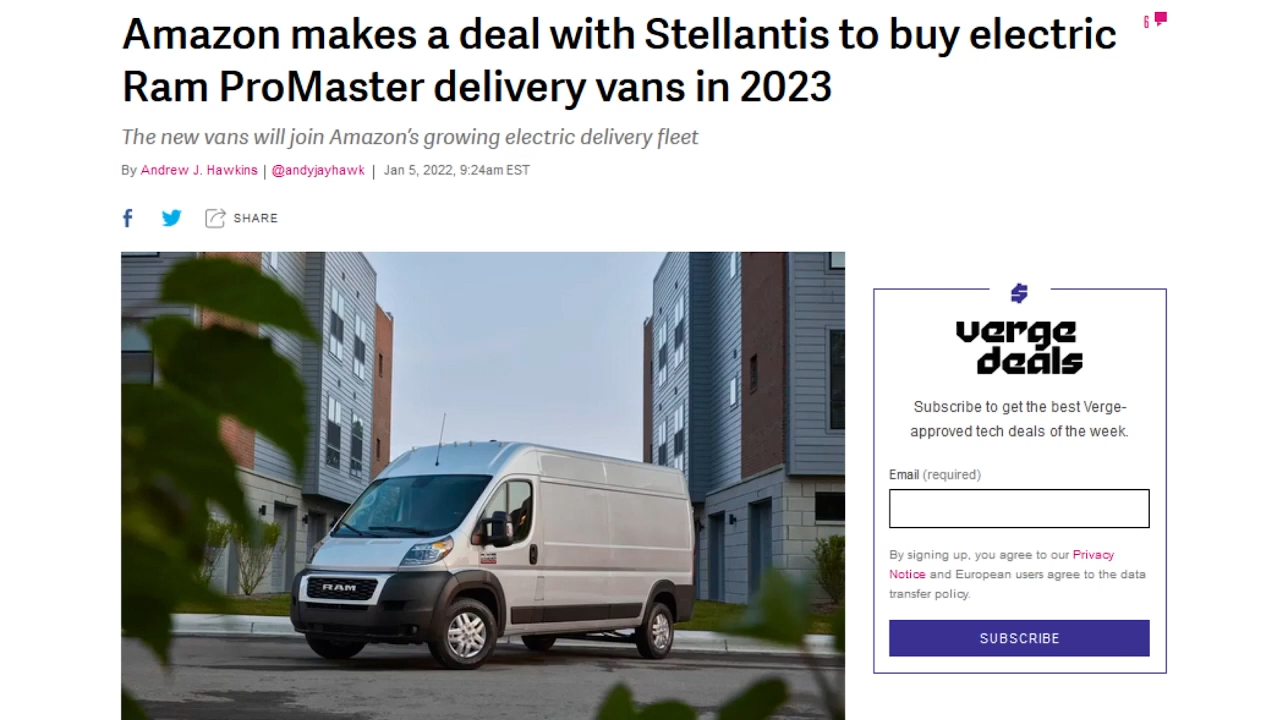 Amazon makes a deal with Stellantis to buy electric
6
Ram ProMaster delivery vans in 2023
The new vans will join Amazon's growing electric delivery fleet
By Andrew J. Hawkins | @andyjayhawk | Jan 5, 2022, 9:24am EST
SHARE
RAM
$
verge
deals
Subscribe to get the best Verge-
approved tech deals of the week.
Email (required)
By signing up, you agree to our Privacy
Notice and European users agree to the data
transfer policy.
SUBSCRIBE